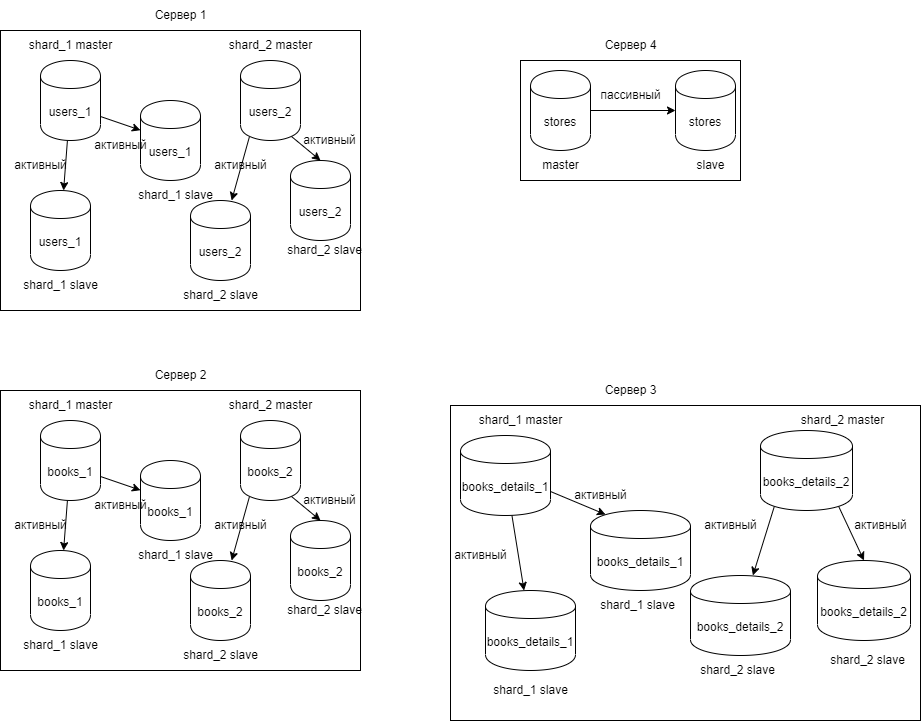 Сервер 1
shard_1 master
shard_2 master
users_1
users_2
активный
users_1
активный
активный
активный
shard_1 slave
users_1
users_2
users_2
shard_2 slave
shard_1 slave
shard_2 slave
Сервер 4
пассивный
stores
stores
master
slave
Сервер 2
shard_1 master
shard_2 master
books_1
books_2
активный
books_1
активный
активный
активный
shard_1 slave
books_1
books_2
books_2
shard_2 slave
shard_1 slave
shard_2 slave
Сервер 3
shard_1 master
shard_2 master
books_details_1
books_details_2
активный
активный
активный
активный
books_details_1
shard_1 slave
books_details_1
books_details_2
books_details_2
shard_1 slave
shard_2 slave
shard_2 slave